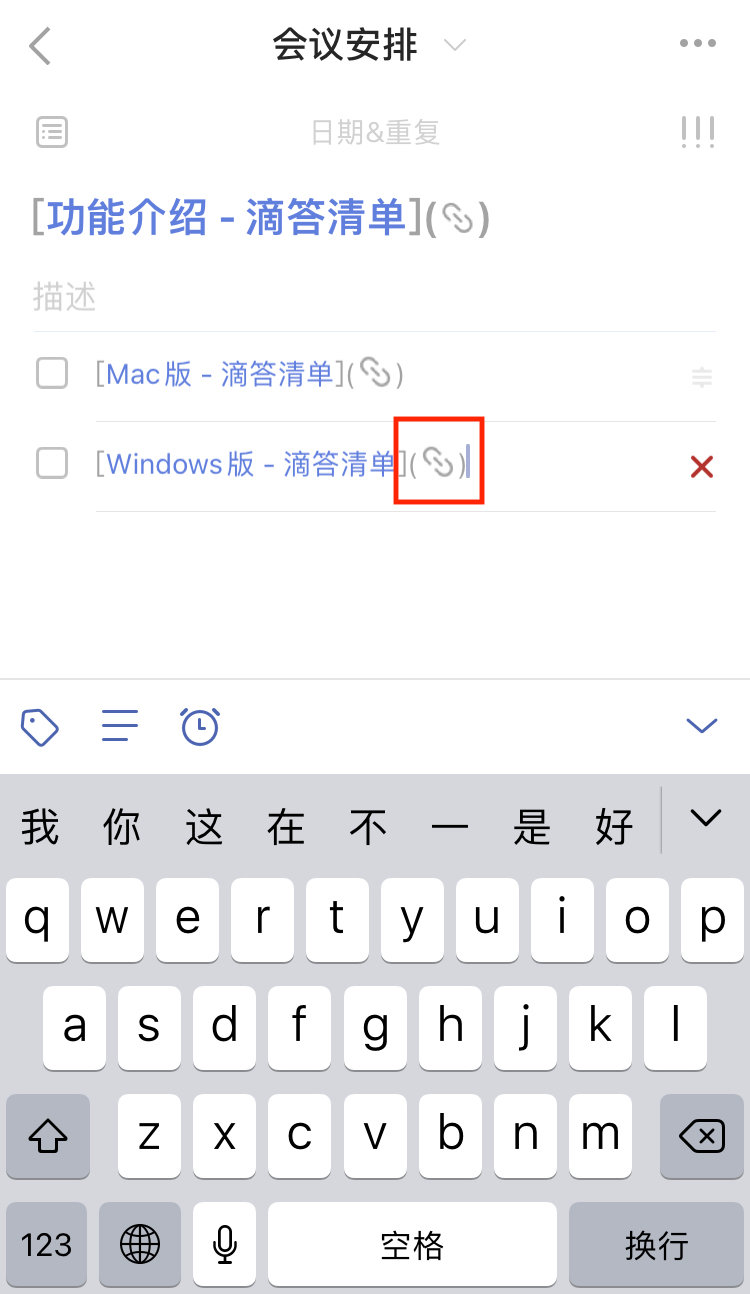 会议安排
日期&重复
[功能介绍 - 滴答清单]()
描述
[Mac版 - 滴答清单]()
[Windows版 - 滴答清单]()
我 你 这 在 不 一 是 好
q w e r t y u i o p
a s d f g h j k l
z x c v b n m
123 空格 换行